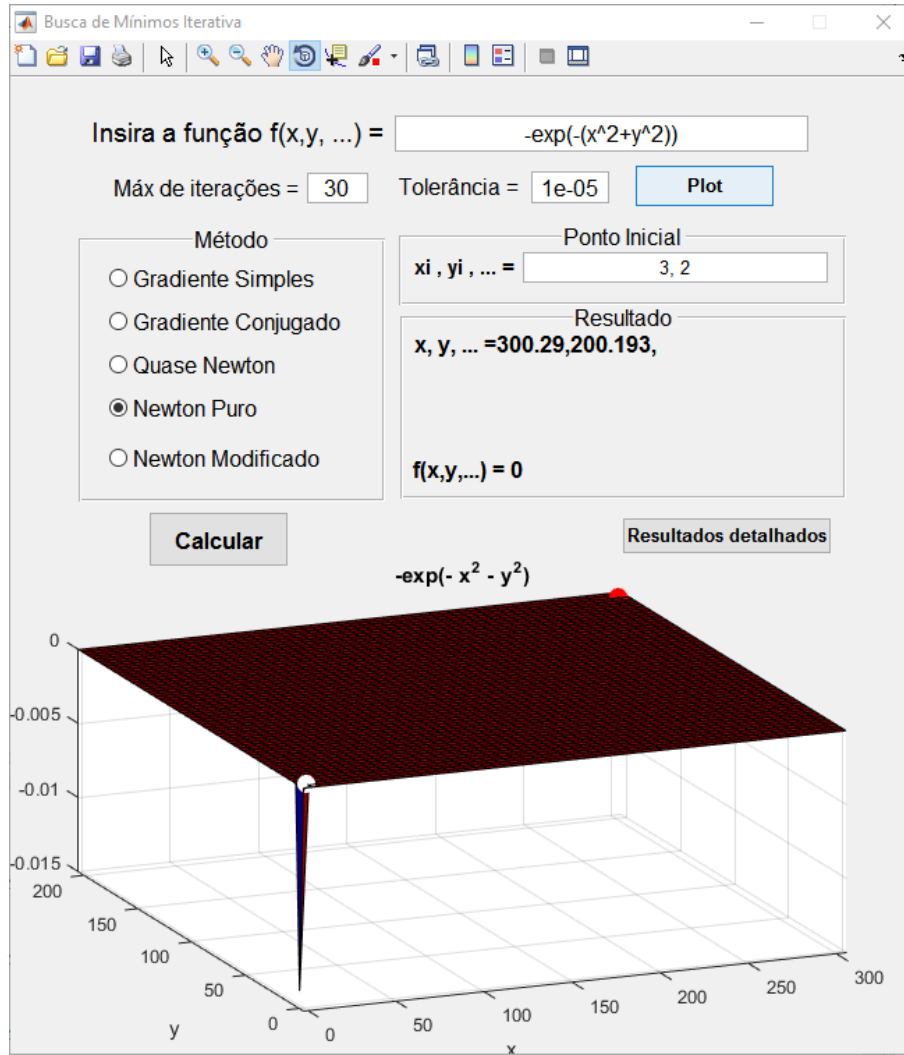 Busca de Mínimos Iterativa
Insira a função f(x,y, ...) = -exp(-(x^2+y^2))
Máx de iterações = 30 Tolerância = 1e-05 Plot
Método
Gradiente Simples
Gradiente Conjugado
Quase Newton
Newton Puro
Newton Modificado
Ponto Inicial
xi , yi , ... = 3, 2
Resultado
x, y, ... =300.29,200.193,
f(x,y,...) = 0
Calcular
Resultados detalhados
-exp(- x² - y²)
0
-0.005
-0.01
-0.015
200
150
100
50
0
y
0
50
100
150
200
250
300
x